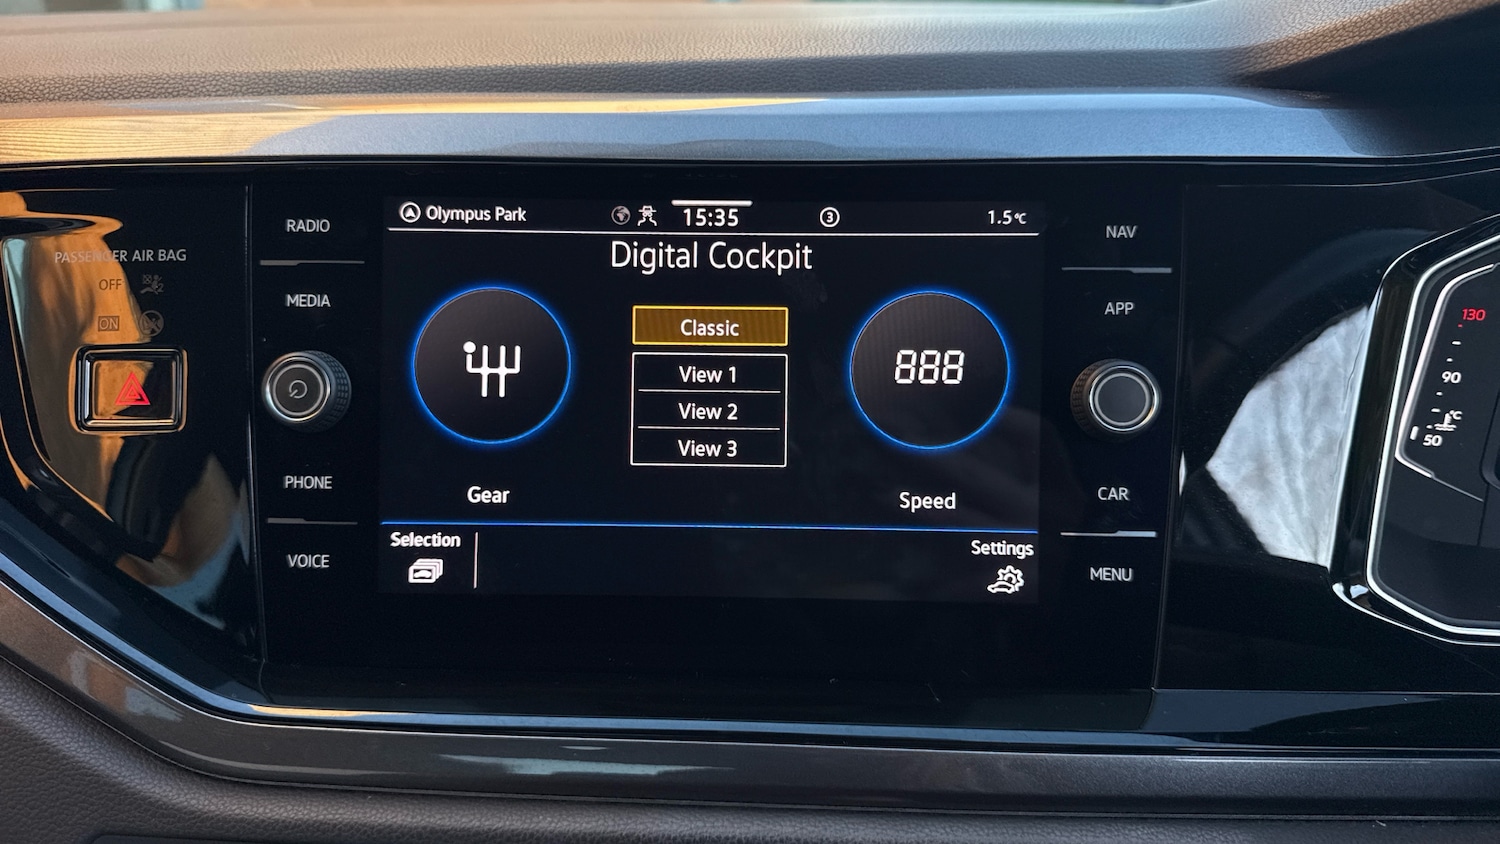 Olympus Park 15:35 3 1.5°C
Digital Cockpit
RADIO
MEDIA
PHONE
VOICE
PASSENGER AIR BAG
OFF
ON
Classic
View 1
View 2
View 3
888
Gear
Speed
Selection
Settings
NAV
APP
CAR
MENU
130
90
°C
50